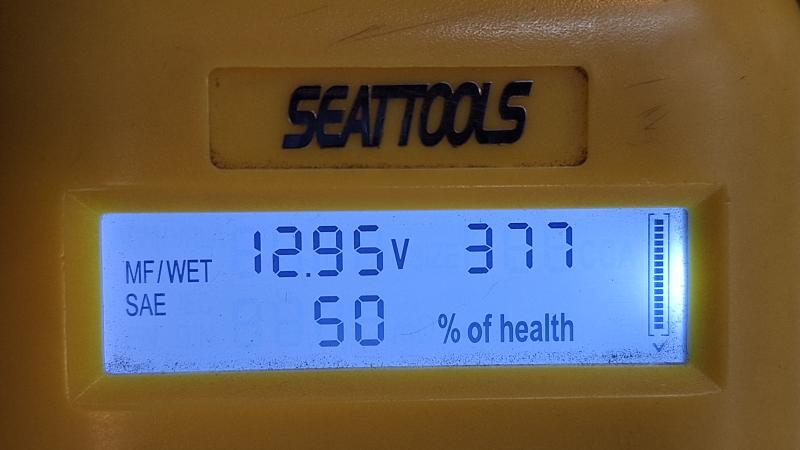 SEATTOOLS
MF/WET 12.95V 377
SAE 50 % of health